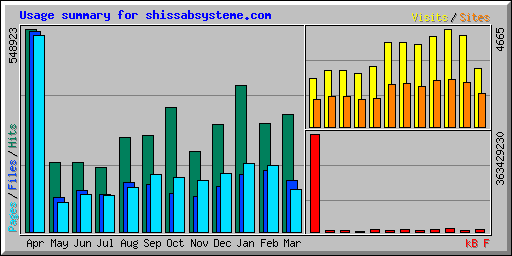 Usage summary for shissabsysteme.com
Visits / Sites
548923
4665
Pages / Files / Hits
363429230
Apr May Jun Jul Aug Sep Oct Nov Dec Jan Feb Mar
kB F